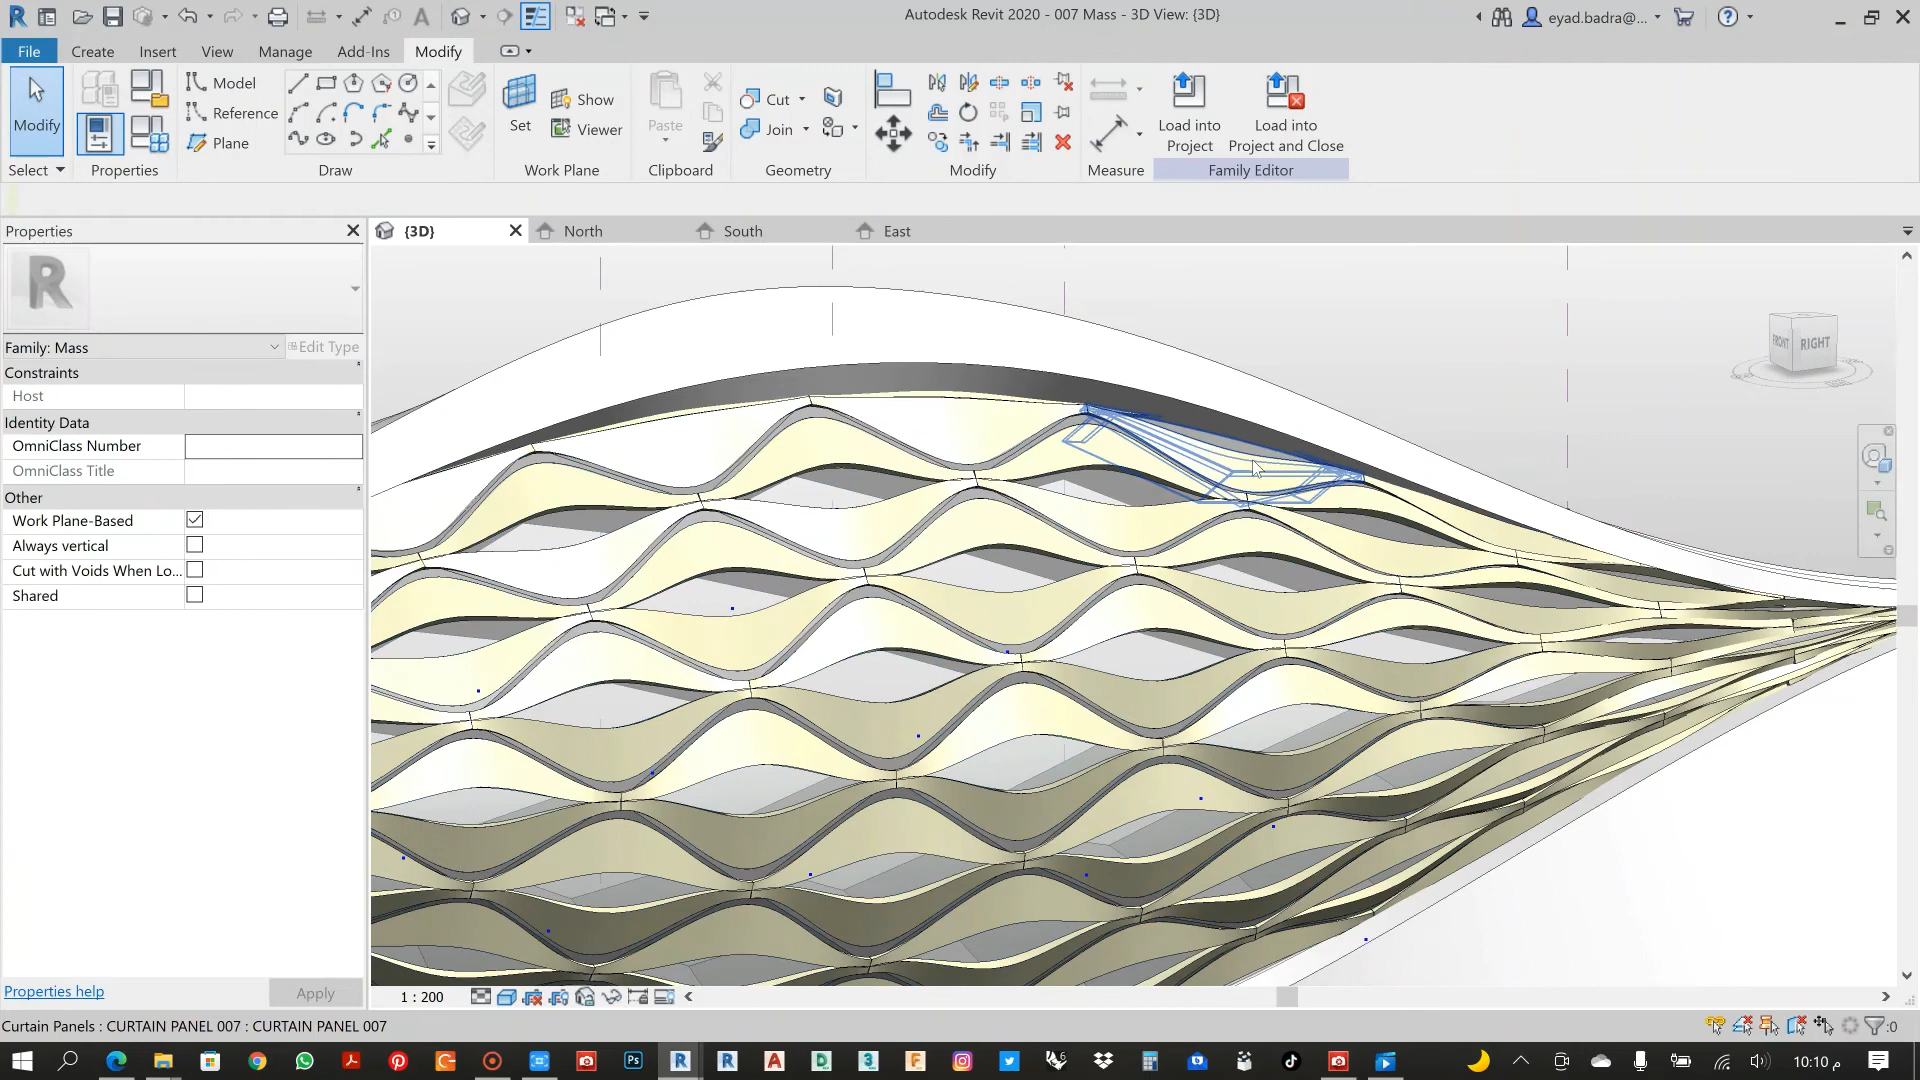 Autodesk Revit 2020 - 007 Mass - 3D View: {3D}
eyad.badra@...
File
Create
Insert
View
Manage
Add-Ins
Modify
Modify
Select
Properties
Model
Reference
Plane
Draw
Set
Show
Viewer
Work Plane
Paste
Clipboard
Cut
Join
Geometry
Modify
Measure
Load into
Project
Load into
Project and Close
Family Editor
Properties
{3D}
North
South
East
R
Family: Mass
Edit Type
Constraints
Host
Identity Data
OmniClass Number
OmniClass Title
Other
Work Plane-Based
Always vertical
Cut with Voids When Lo...
Shared
FRONT
RIGHT
Properties help
Apply
1 : 200
Curtain Panels : CURTAIN PANEL 007 : CURTAIN PANEL 007
:0
10:10 م